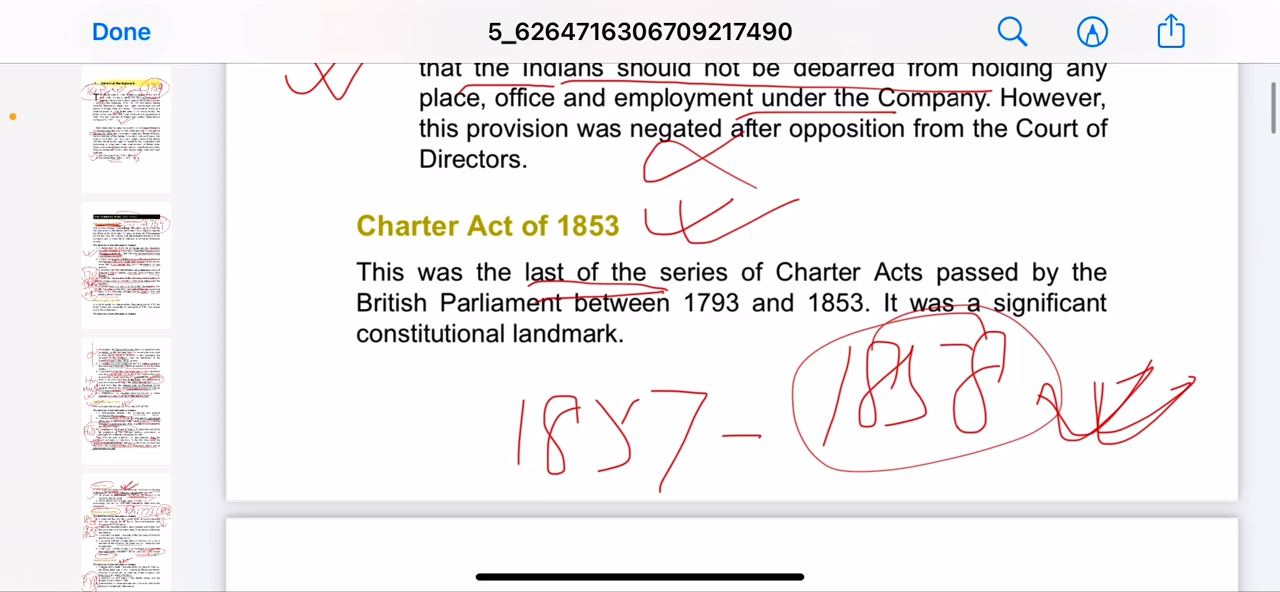 Done
5_6264716306709217490
that the Indians should not be debarred from holding any
place, office and employment under the Company. However,
this provision was negated after opposition from the Court of
Directors.
Charter Act of 1853
This was the last of the series of Charter Acts passed by the
British Parliament between 1793 and 1853. It was a significant
constitutional landmark.
1857 - 1858